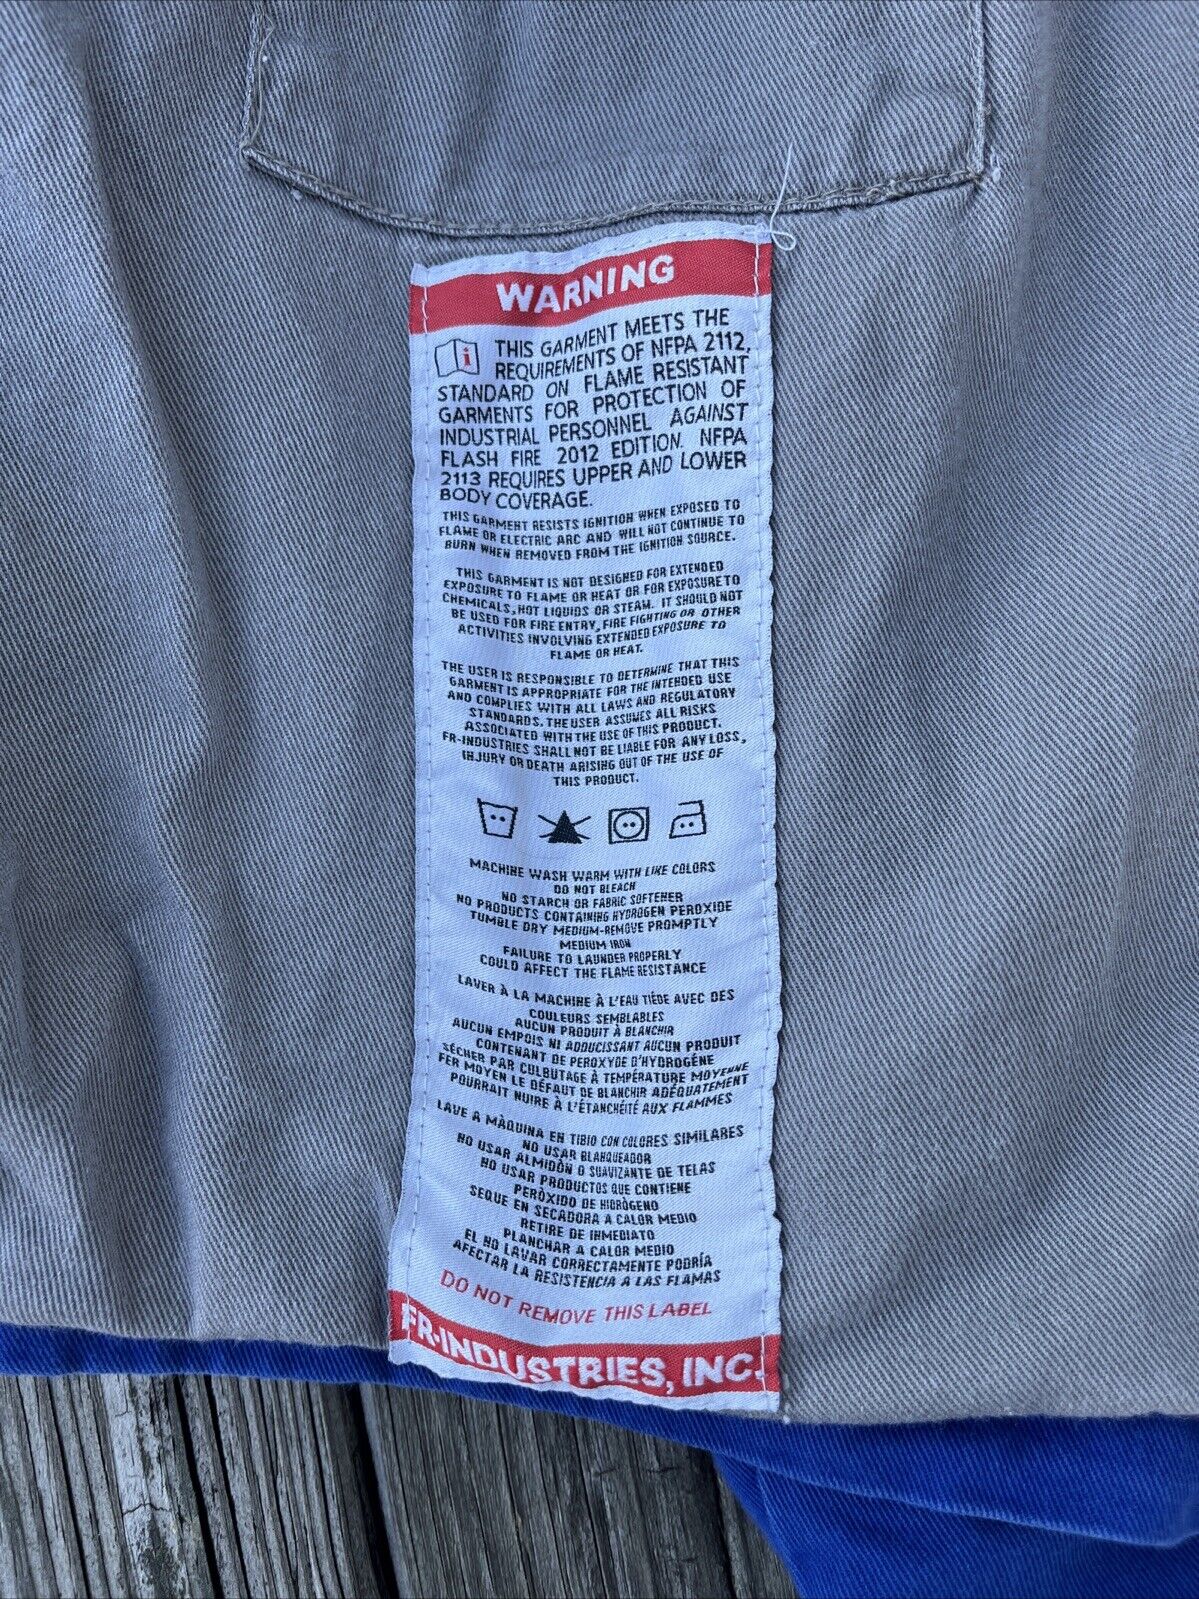 WARNING
THIS GARMENT MEETS THE
REQUIREMENTS OF NFPA 2112,
STANDARD ON FLAME RESISTANT
GARMENTS FOR PROTECTION OF
INDUSTRIAL PERSONNEL AGAINST
FLASH FIRE 2012 EDITION. NFPA
2113 REQUIRES UPPER AND LOWER
BODY COVERAGE.
THIS GARMENT RESISTS IGNITION WHEN EXPOSED TO
FLAME OR ELECTRIC ARC AND WILL NOT CONTINUE TO
BURN WHEN REMOVED FROM THE IGNITION SOURCE.
THIS GARMENT IS NOT DESIGNED FOR EXTENDED
EXPOSURE TO FLAME OR HEAT OR FOR EXPOSURE TO
CHEMICALS, HOT LIQUIDS OR STEAM. IT SHOULD NOT
BE USED FOR FIRE ENTRY, FIRE FIGHTING OR OTHER
ACTIVITIES INVOLVING EXTENDED EXPOSURE TO
FLAME OR HEAT.
THE USER IS RESPONSIBLE TO DETERMINE THAT THIS
GARMENT IS APPROPRIATE FOR THE INTENDED USE
AND COMPLIES WITH ALL LAWS AND REGULATORY
STANDARDS. THE USER ASSUMES ALL RISKS
ASSOCIATED WITH THE USE OF THIS PRODUCT.
FR-INDUSTRIES SHALL NOT BE LIABLE FOR ANY LOSS,
INJURY OR DEATH ARISING OUT OF THE USE OF
THIS PRODUCT.
MACHINE WASH WARM WITH LIKE COLORS
DO NOT BLEACH
NO STARCH OR FABRIC SOFTENER
NO PRODUCTS CONTAINING HYDROGEN PEROXIDE
TUMBLE DRY MEDIUM-REMOVE PROMPTLY
MEDIUM IRON
FAILURE TO LAUNDER PROPERLY
COULD AFFECT THE FLAME RESISTANCE
LAVER À LA MACHINE À L'EAU TIÈDE AVEC DES
COULEURS SEMBLABLES
AUCUN PRODUIT À BLANCHIR
AUCUN EMPOIS NI ADOUCISSANT AUCUN PRODUIT
CONTENANT DE PEROXYDE D'HYDROGÉNE
SÉCHER PAR CULBUTAGE À TEMPÉRATURE MOYENNE
FER MOYEN LE DÉFAUT DE BLANCHIR ADÉQUATEMENT
POURRAIT NUIRE À L'ÉTANCHÉITÉ AUX FLAMMES
LAVE A MÀQUINA EN TIBIO CON COLORES SIMILARES
NO USAR BLANQUEADOR
NO USAR ALMIDÒN O SUAVIZANTE DE TELAS
NO USAR PRODUCTOS QUE CONTIENE
PERÒXIDO DE HIDRÒGENO
SEQUE EN SECADORA A CALOR MEDIO
RETIRE DE INMEDIATO
PLANCHAR A CALOR MEDIO
EL NO LAVAR CORRECTAMENTE PODRÍA
AFECTAR LA RESISTENCIA A LAS FLAMAS
DO NOT REMOVE THIS LABEL
FR-INDUSTRIES, INC.